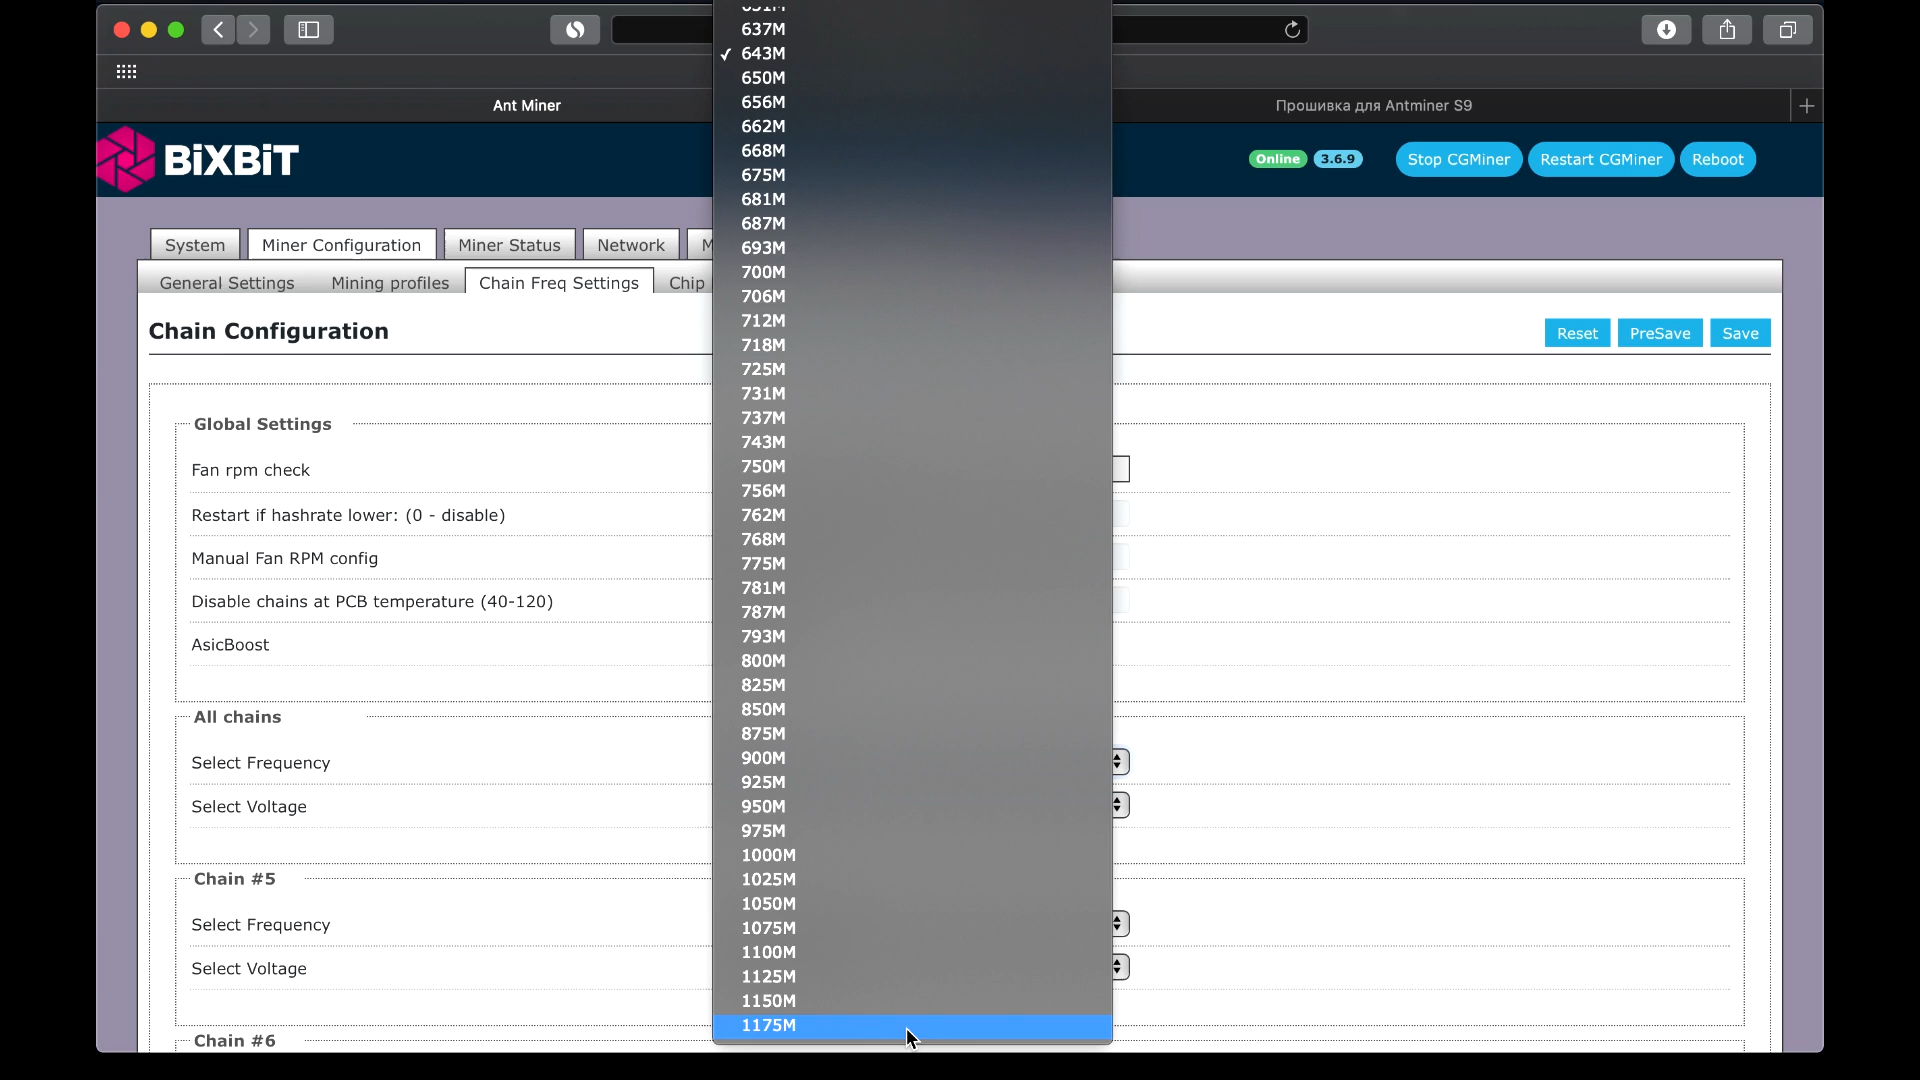 637M
✓ 643M
650M
656M
662M
668M
675M
681M
687M
693M
700M
706M
712M
718M
725M
731M
737M
743M
750M
756M
762M
768M
775M
781M
787M
793M
800M
825M
850M
875M
900M
925M
950M
975M
1000M
1025M
1050M
1075M
1100M
1125M
1150M
1175M
Ant Miner
Прошивка для Antminer S9
BiXBiT
Online
3.6.9
Stop CGMiner
Restart CGMiner
Reboot
System
Miner Configuration
Miner Status
Network
M
General Settings
Mining profiles
Chain Freq Settings
Chip
Chain Configuration
Reset
PreSave
Save
Global Settings
Fan rpm check
Restart if hashrate lower: (0 - disable)
Manual Fan RPM config
Disable chains at PCB temperature (40-120)
AsicBoost
All chains
Select Frequency
Select Voltage
Chain #5
Select Frequency
Select Voltage
Chain #6